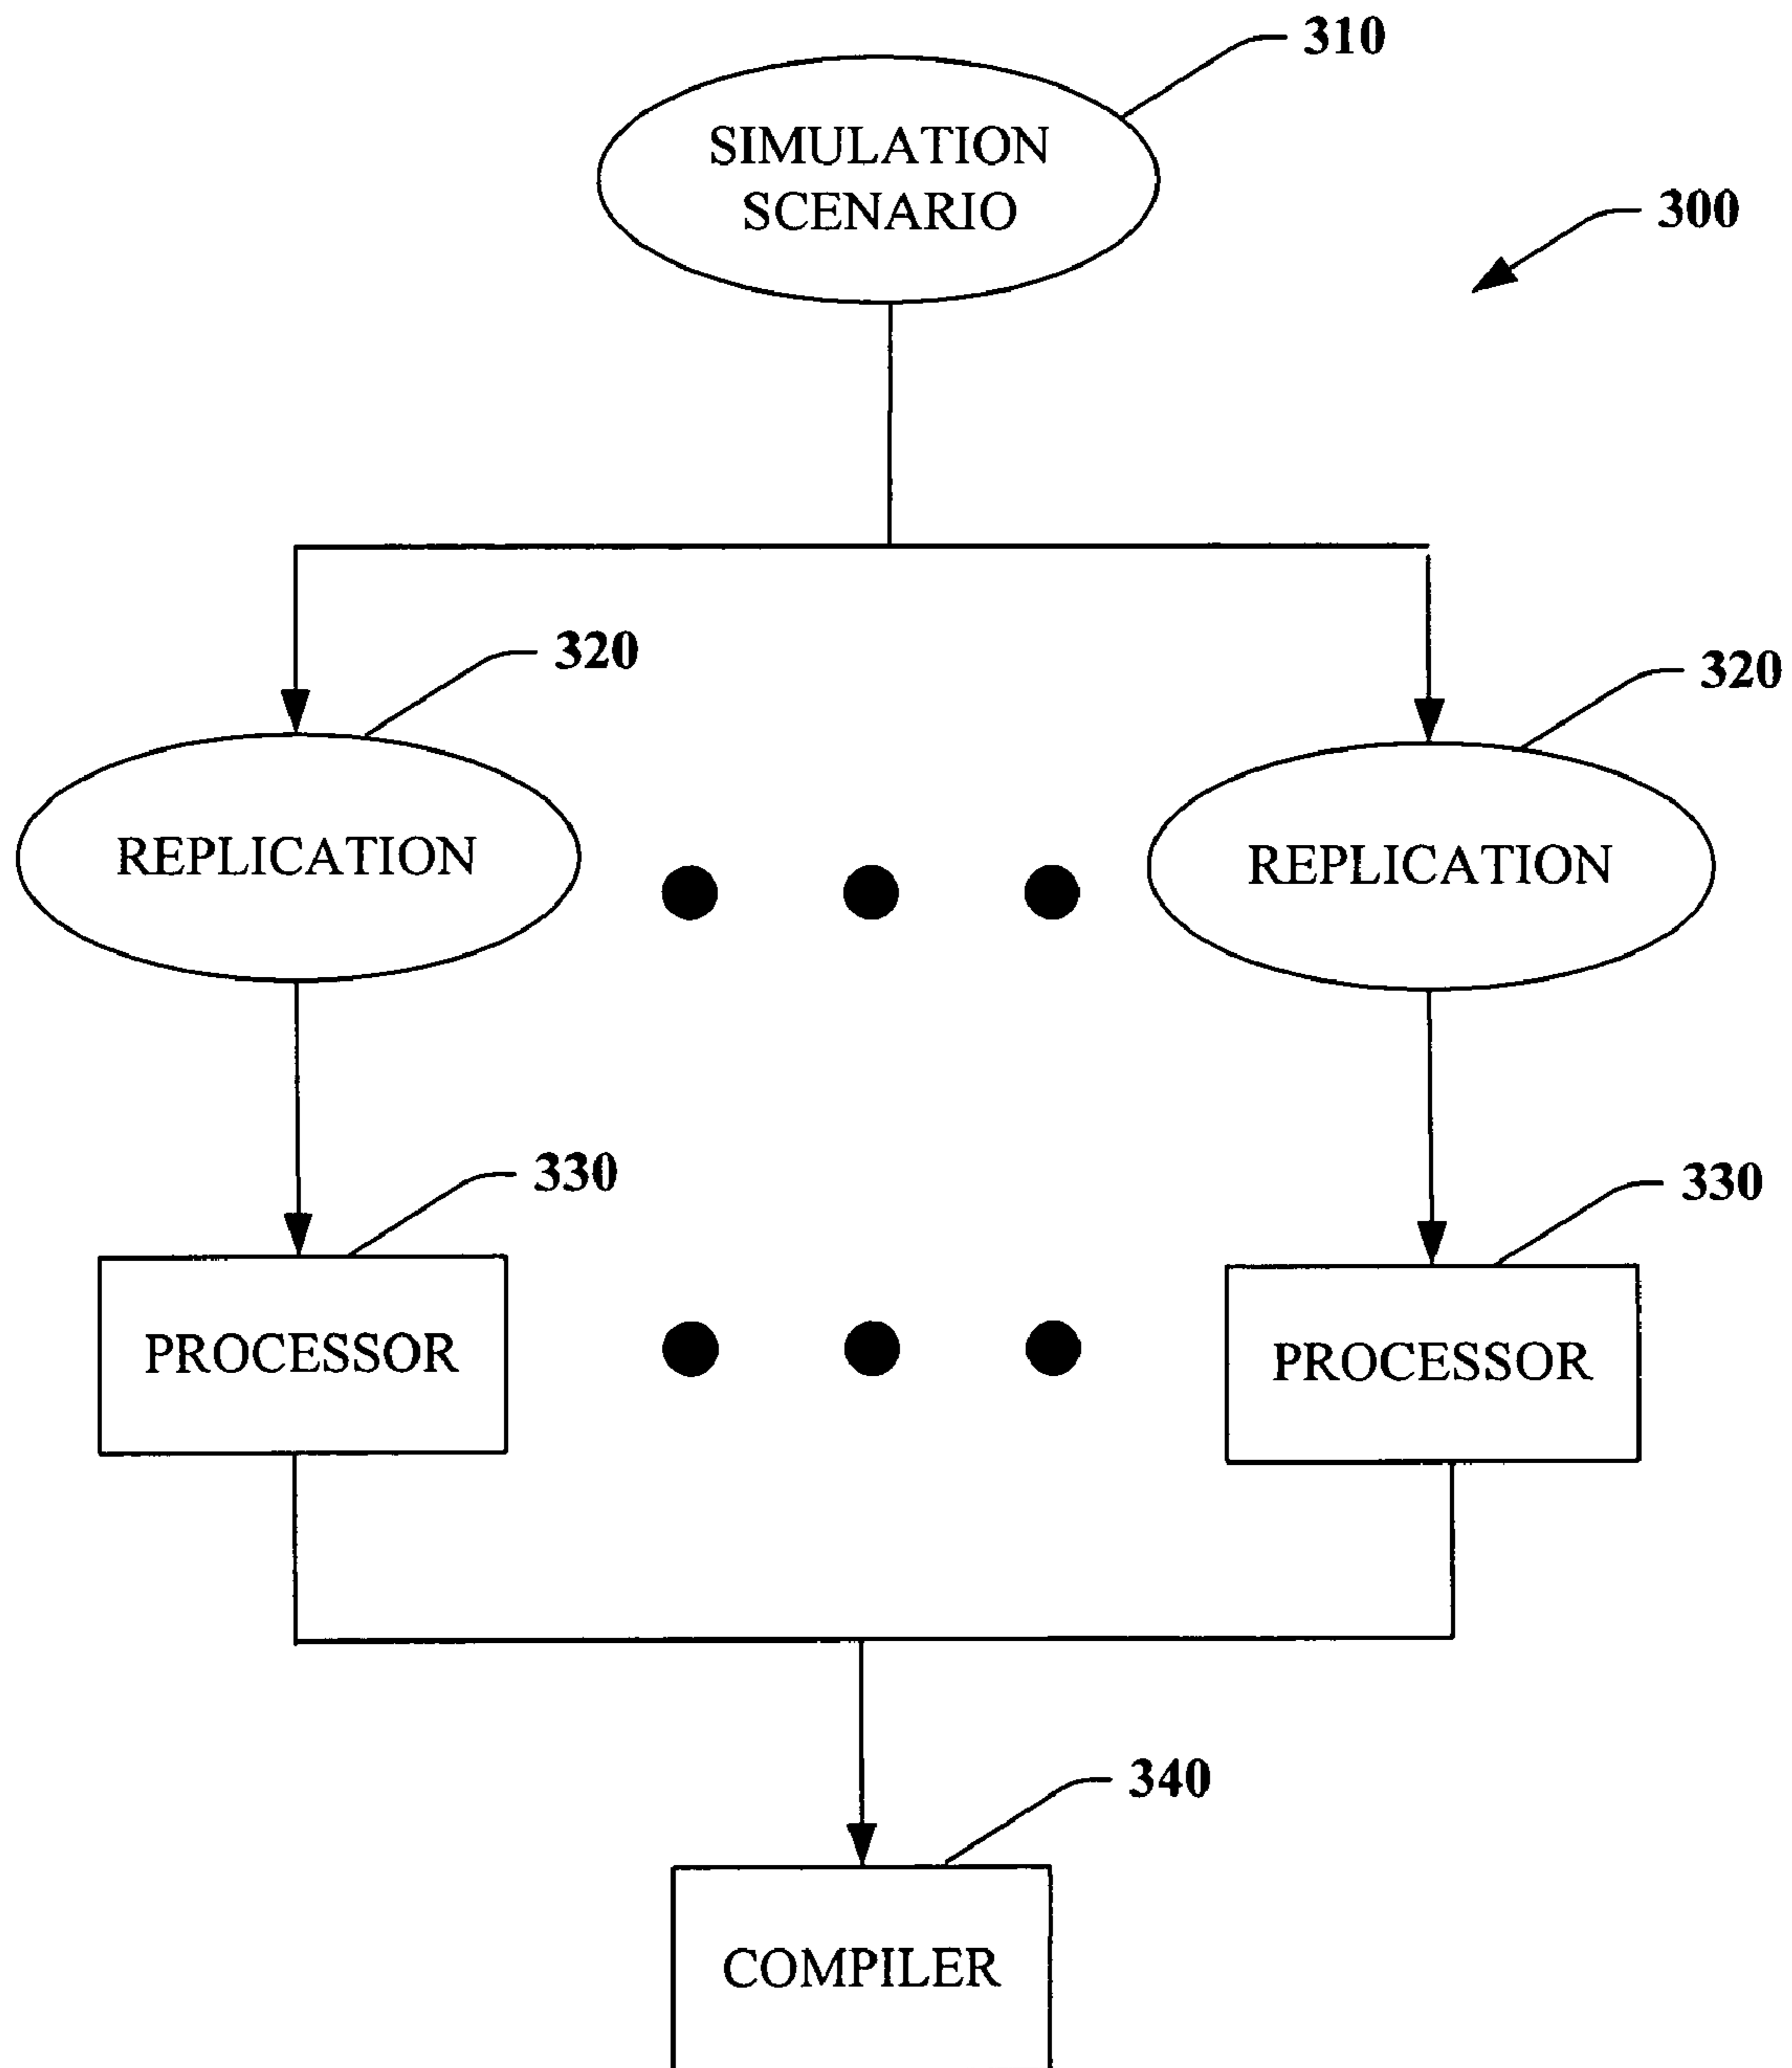 310
SIMULATION
SCENARIO
300
320
320
REPLICATION
REPLICATION
330
330
PROCESSOR
PROCESSOR
340
COMPILER